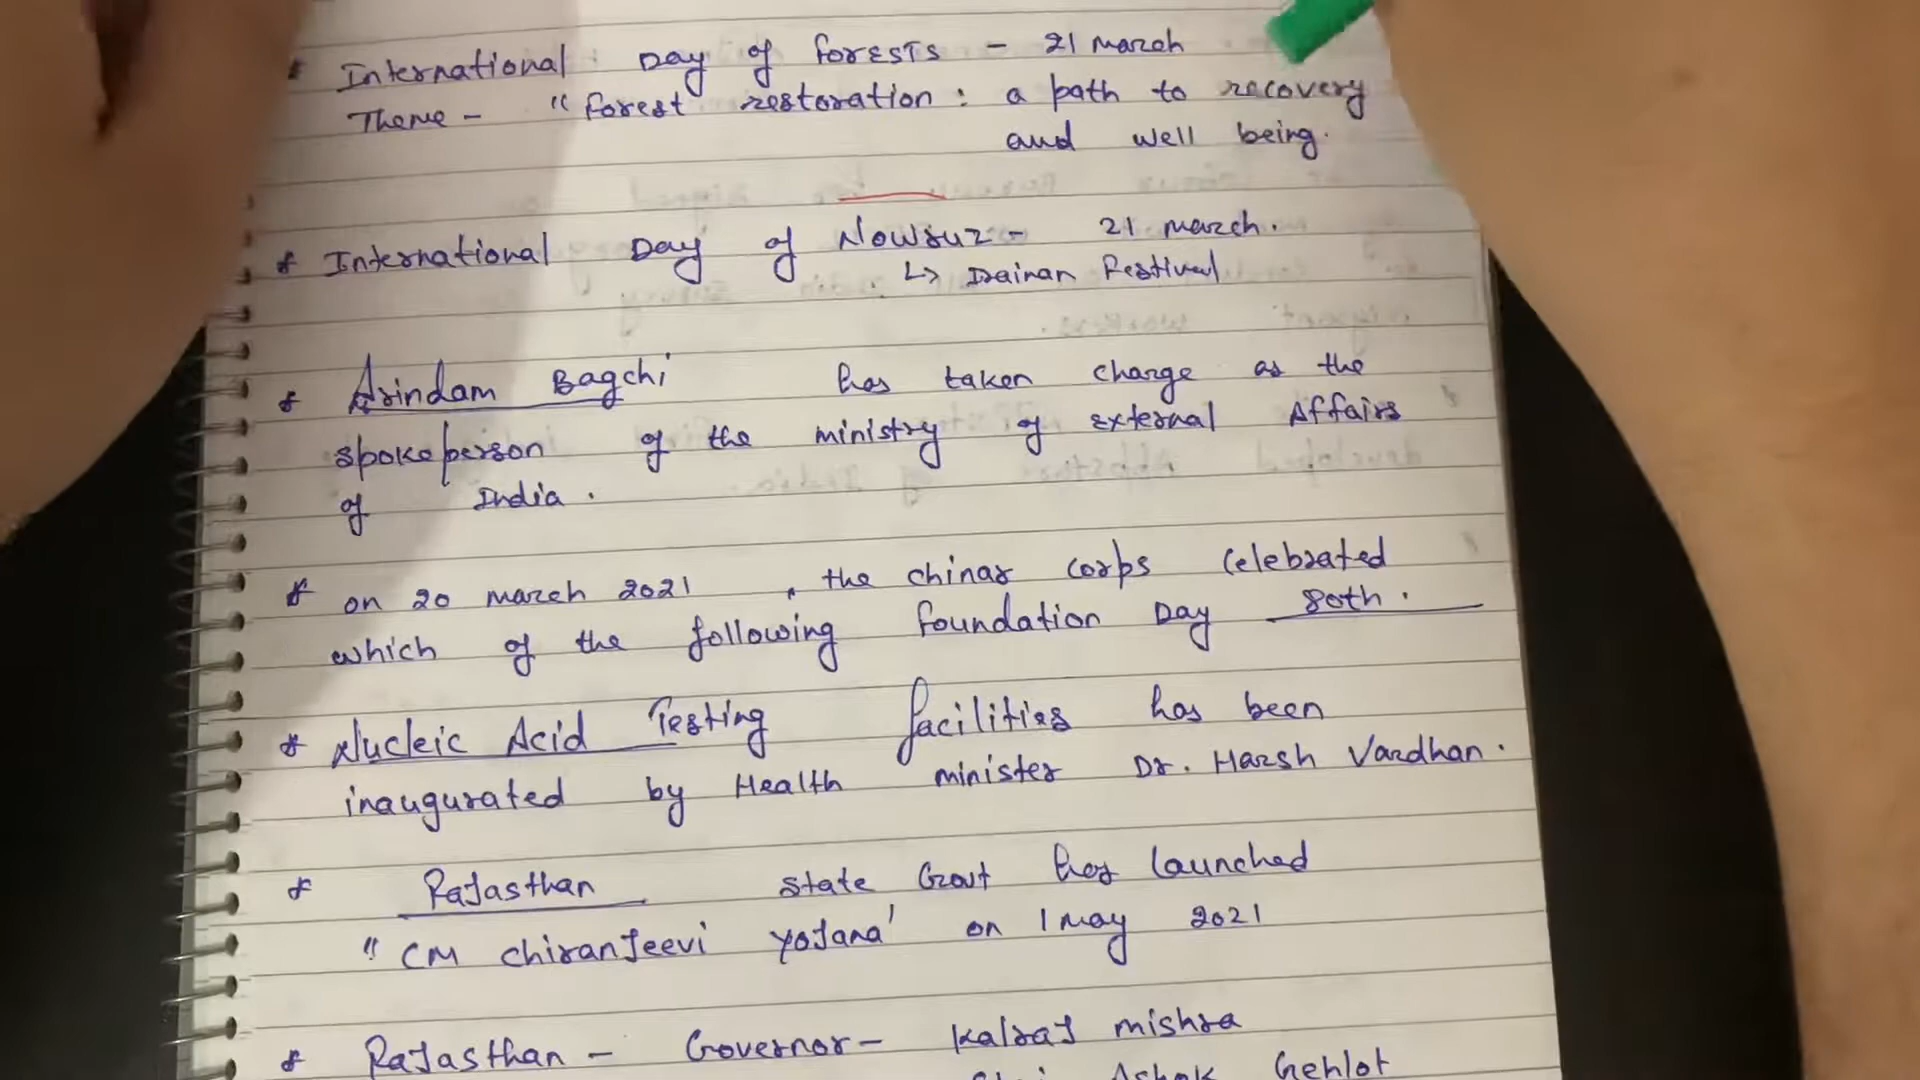 * International Day of forests - 21 march
Theme - "forest restoration: a path to recovery
and well being.
* International Day of Nowruz - 21 march.
↳ Irainan Festival
* Arindam Bagchi has taken charge as the
spokeperson of the ministry of External Affairs
of India.
* on 20 march 2021, the chinar corps celebrated
which of the following foundation Day 80th.
* Nucleic Acid Testing facilities has been
inaugurated by Health minister Dr. Harsh Vardhan.
* Rajasthan state Govt has launched
"CM chiranjeevi yojana' on 1 may 2021
* Rajasthan - Governor - Kalraj mishra
Ashok Gehlot